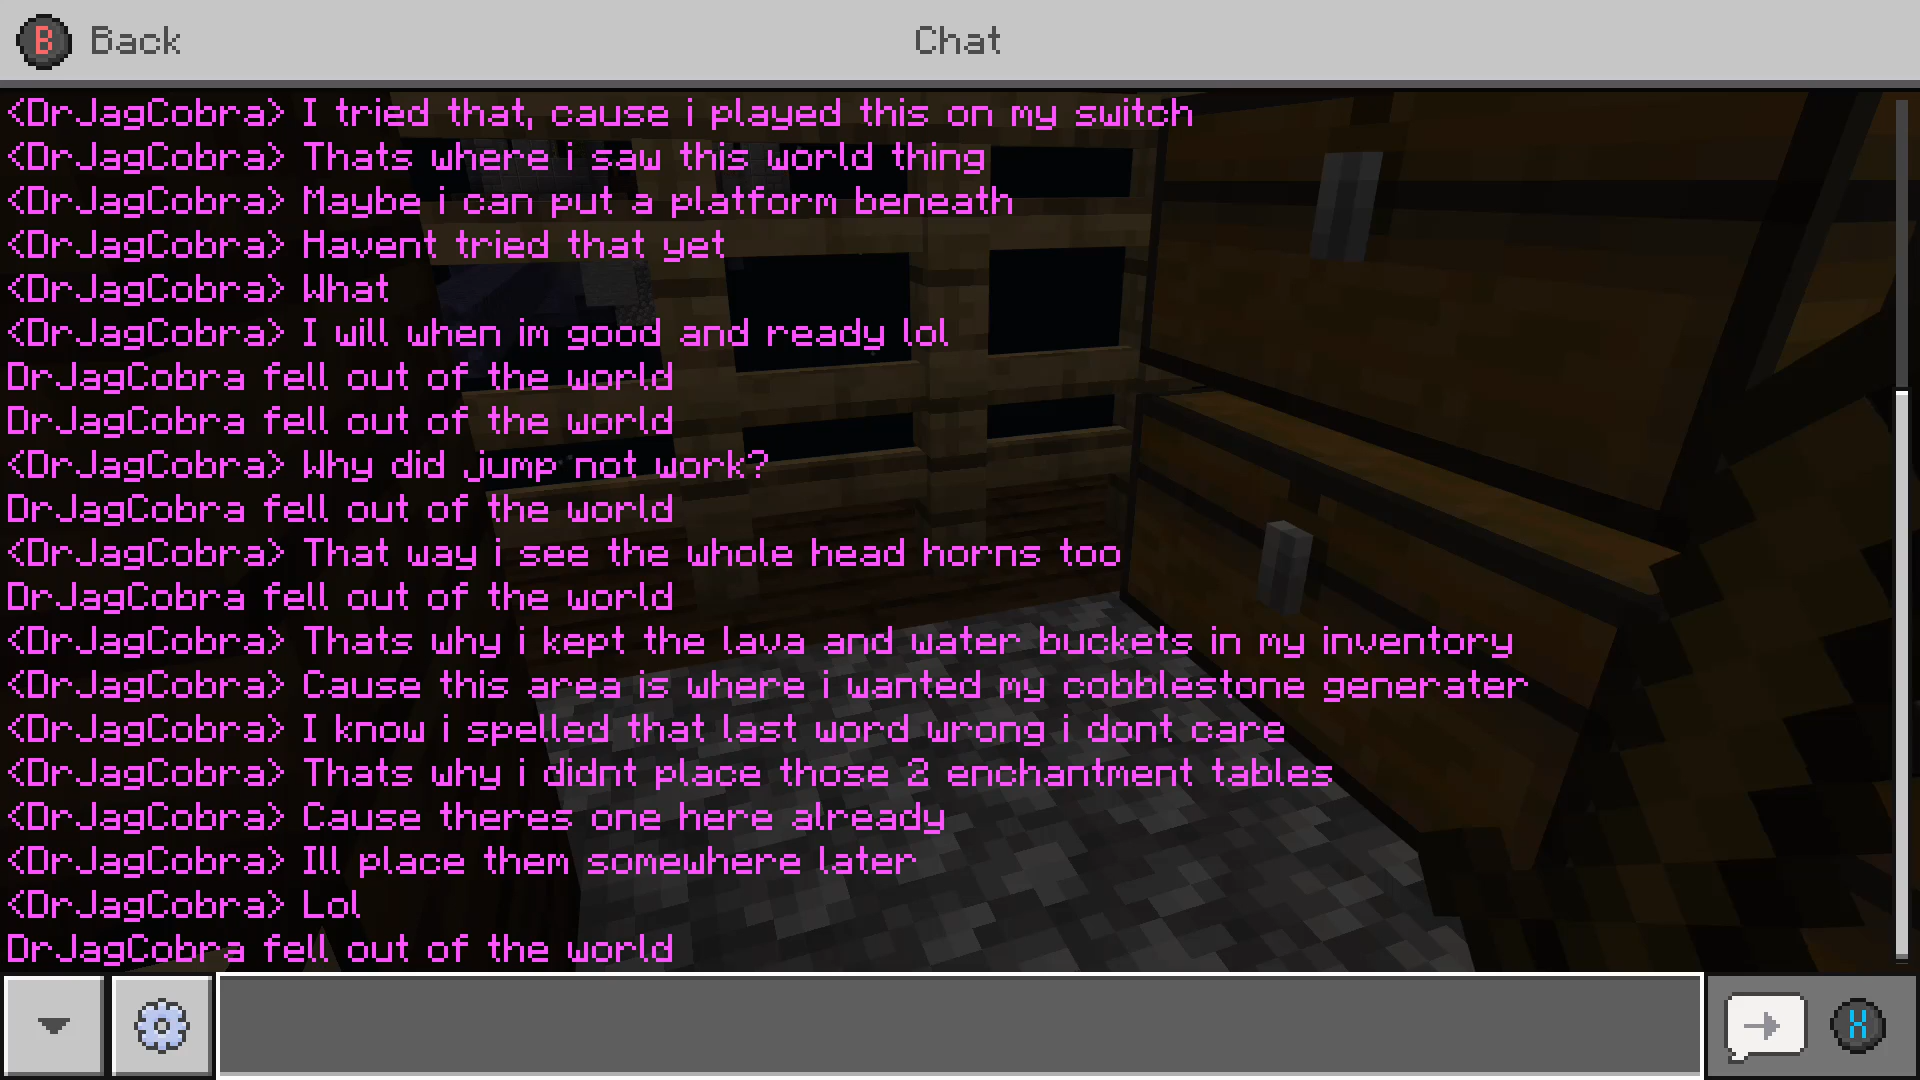 B Back
Chat
<DrJagCobra> I tried that, cause i played this on my switch
<DrJagCobra> Thats where i saw this world thing
<DrJagCobra> Maybe i can put a platform beneath
<DrJagCobra> Havent tried that yet
<DrJagCobra> What
<DrJagCobra> I will when im good and ready lol
DrJagCobra fell out of the world
DrJagCobra fell out of the world
<DrJagCobra> Why did jump not work?
DrJagCobra fell out of the world
<DrJagCobra> That way i see the whole head horns too
DrJagCobra fell out of the world
<DrJagCobra> Thats why i kept the lava and water buckets in my inventory
<DrJagCobra> Cause this area is where i wanted my cobblestone generater
<DrJagCobra> I know i spelled that last word wrong i dont care
<DrJagCobra> Thats why i didnt place those 2 enchantment tables
<DrJagCobra> Cause theres one here already
<DrJagCobra> Ill place them somewhere later
<DrJagCobra> Lol
DrJagCobra fell out of the world
X